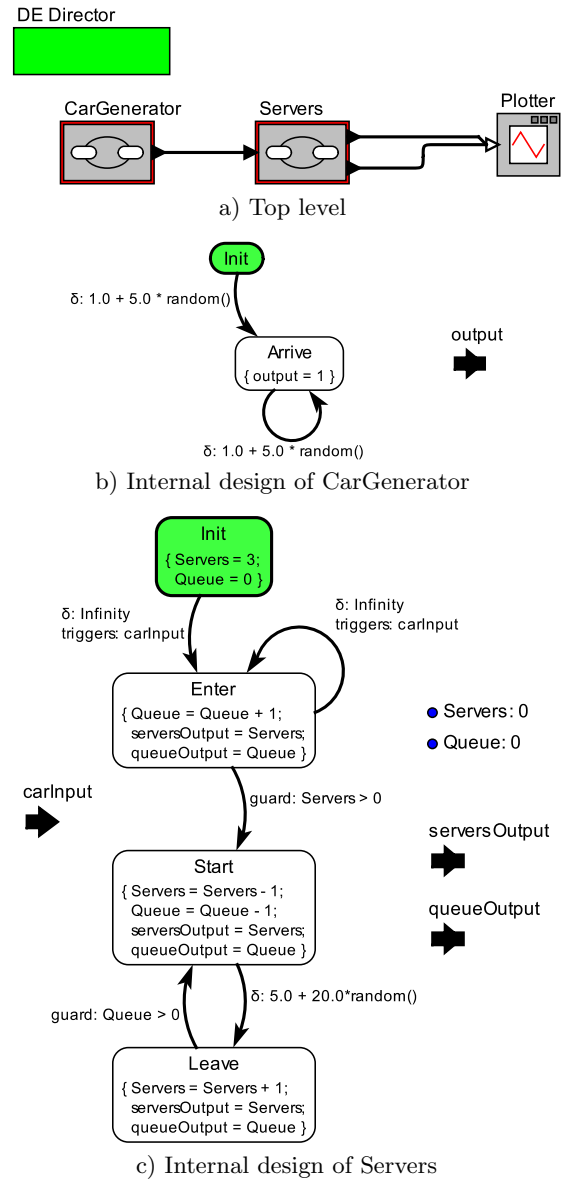 DE Director
CarGenerator
Servers
Plotter
a) Top level
Init
δ: 1.0 + 5.0 * random()
output
Arrive
{ output = 1 }
δ: 1.0 + 5.0 * random()
b) Internal design of CarGenerator
Init
{ Servers = 3;
Queue = 0 }
δ: Infinity
triggers: carInput
δ: Infinity
triggers: carInput
Enter
{ Queue = Queue + 1;
serversOutput = Servers;
queueOutput = Queue }
Servers: 0
Queue: 0
carInput
guard: Servers > 0
serversOutput
Start
{ Servers = Servers - 1;
Queue = Queue - 1;
serversOutput = Servers;
queueOutput = Queue }
queueOutput
guard: Queue > 0
δ: 5.0 + 20.0*random()
Leave
{ Servers = Servers + 1;
serversOutput = Servers;
queueOutput = Queue }
c) Internal design of Servers